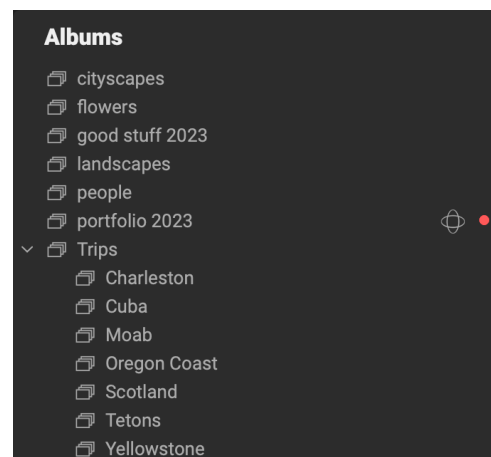 Albums
cityscapes
flowers
good stuff 2023
landscapes
people
portfolio 2023
Trips
Charleston
Cuba
Moab
Oregon Coast
Scotland
Tetons
Yellowstone